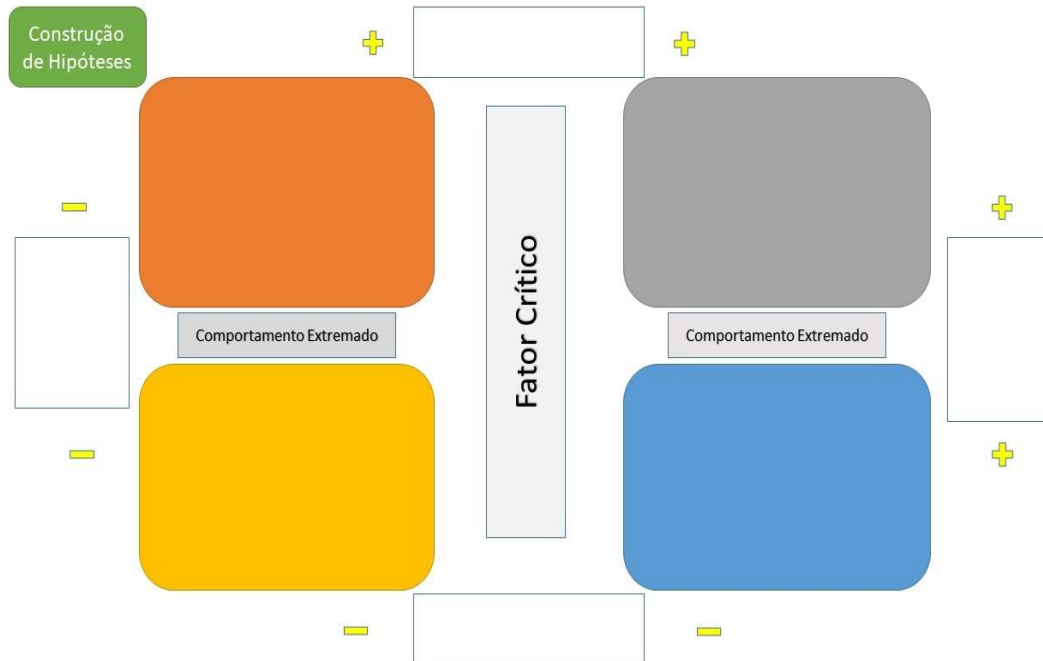 Construção
de Hipóteses
Fator Crítico
Comportamento Extremado
Comportamento Extremado